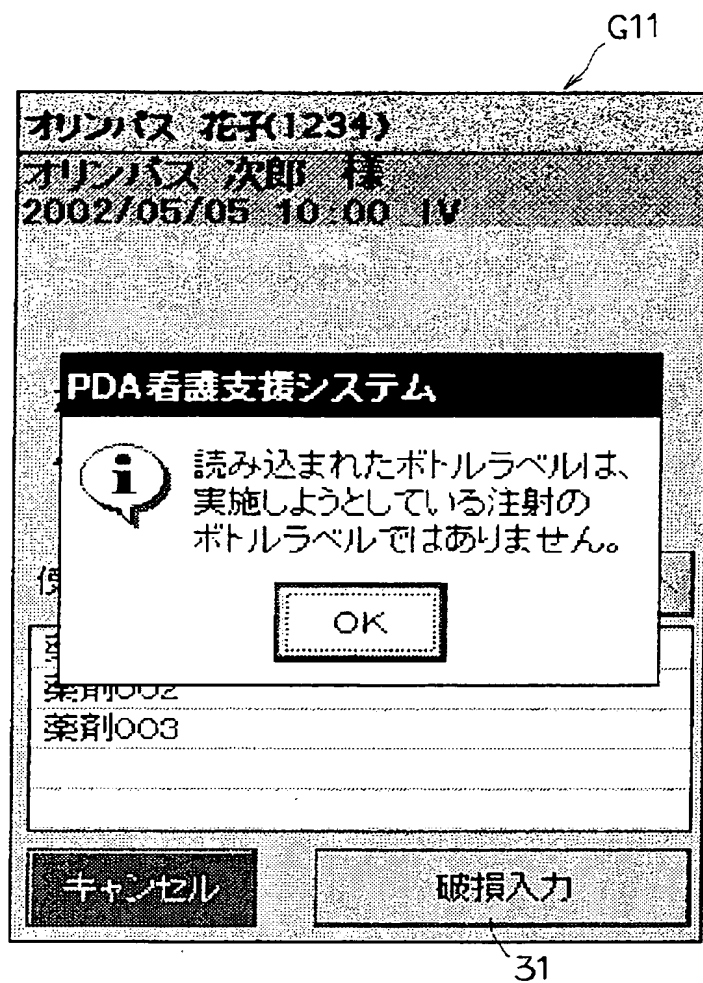 G11
オリンパス 花子(1234)
オリンパス 次郎 様
2002/05/05 10:00 IV
PDA看護支援システム
読み込まれたボトルラベルは、
実施しようとしている注射の
ボトルラベルではありません。
OK
薬剤002
薬剤003
キャンセル 破損入力
31